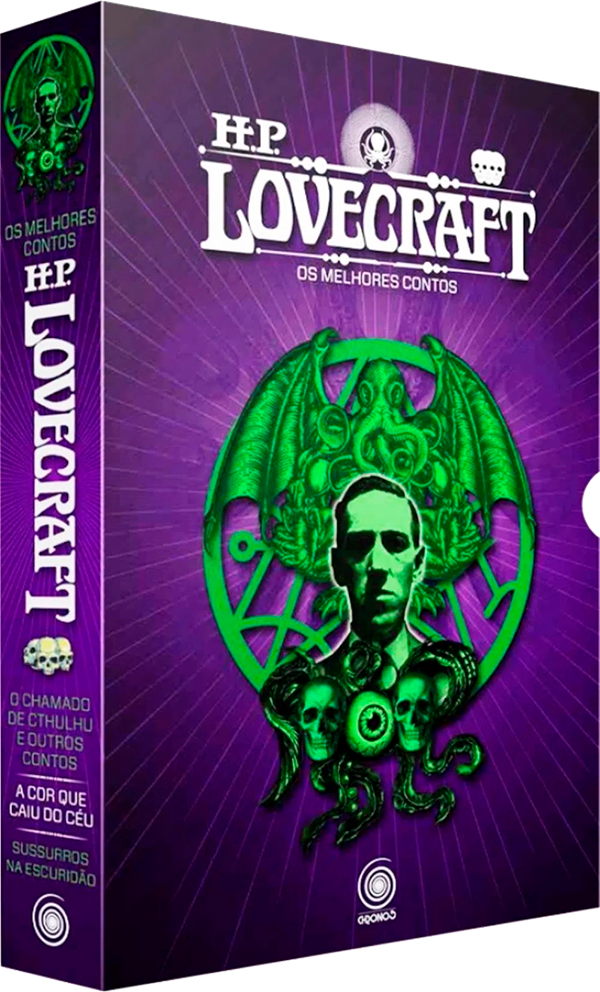 OS MELHORES
CONTOS
H.P.
LOVECRAFT
O CHAMADO
DE CTHULHU
E OUTROS
CONTOS
A COR QUE
CAIU DO CÉU
SUSSURROS
NA ESCURIDÃO
H.P.
LOVECRAFT
OS MELHORES CONTOS
CRONOS